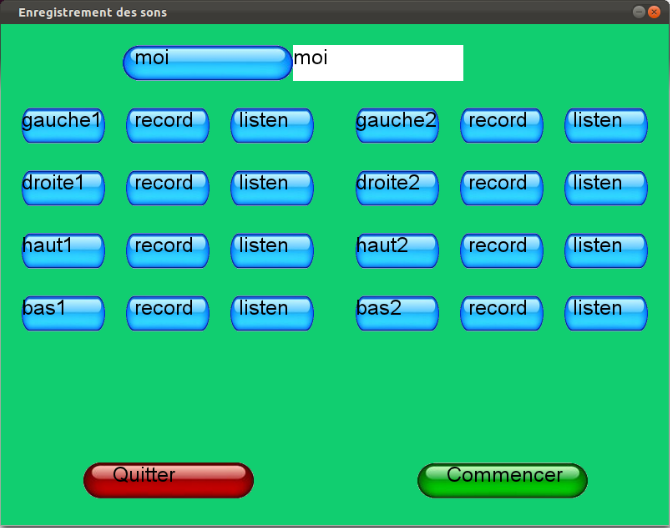 Enregistrement des sons
moi moi
gauche1 record listen gauche2 record listen
droite1 record listen droite2 record listen
haut1 record listen haut2 record listen
bas1 record listen bas2 record listen
Quitter Commencer